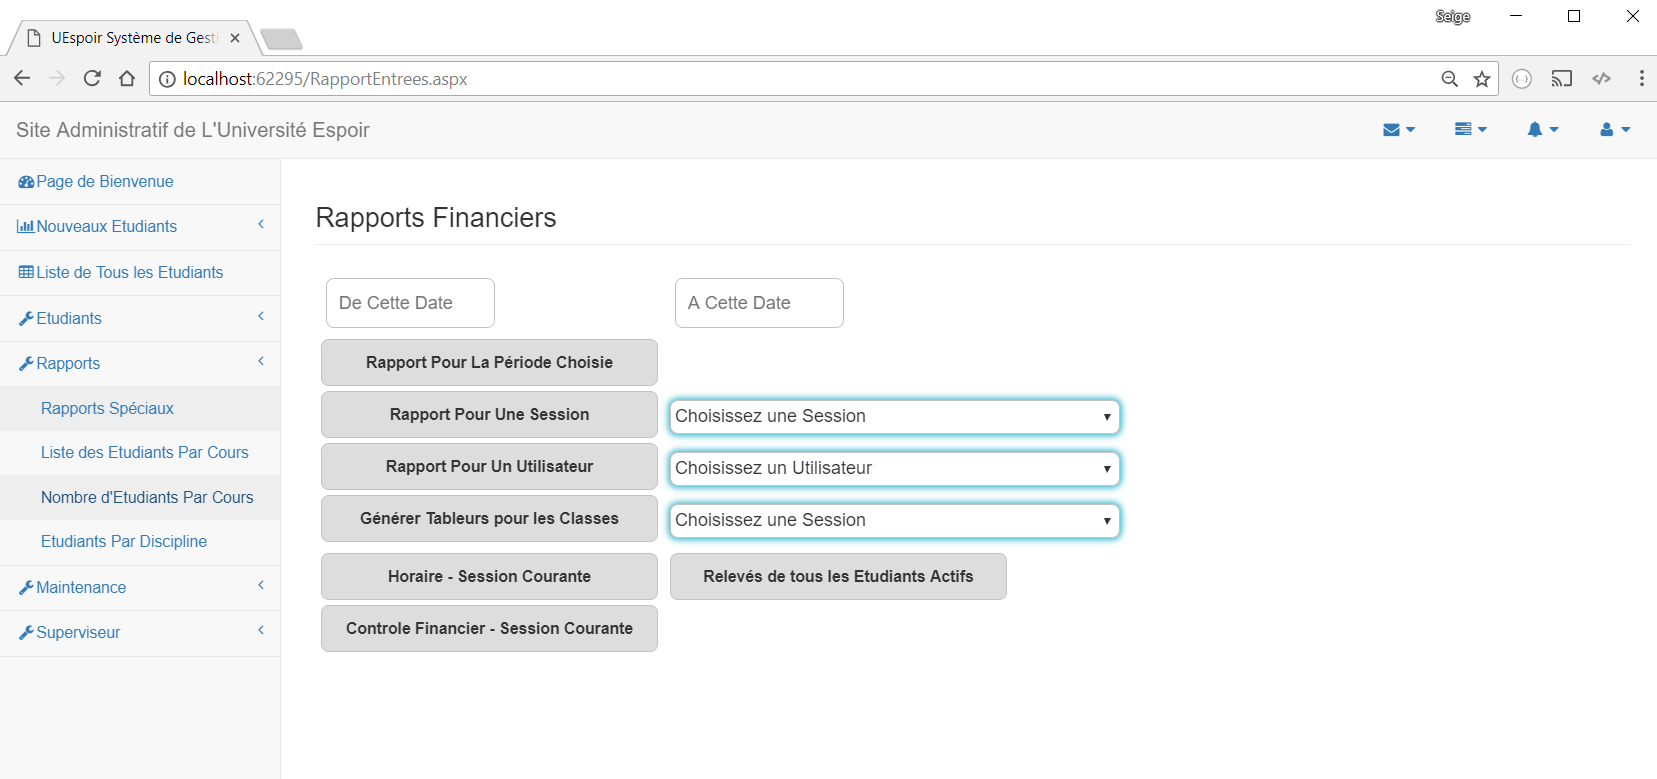 Seige
UEspoir Système de Gesti
localhost:62295/RapportEntrees.aspx
Site Administratif de L'Université Espoir
Page de Bienvenue
Nouveaux Etudiants
Liste de Tous les Etudiants
Etudiants
Rapports
Rapports Spéciaux
Liste des Etudiants Par Cours
Nombre d'Etudiants Par Cours
Etudiants Par Discipline
Maintenance
Superviseur
Rapports Financiers
De Cette Date A Cette Date
Rapport Pour La Période Choisie
Rapport Pour Une Session Choisissez une Session
Rapport Pour Un Utilisateur Choisissez un Utilisateur
Générer Tableurs pour les Classes Choisissez une Session
Horaire - Session Courante Relevés de tous les Etudiants Actifs
Controle Financier - Session Courante